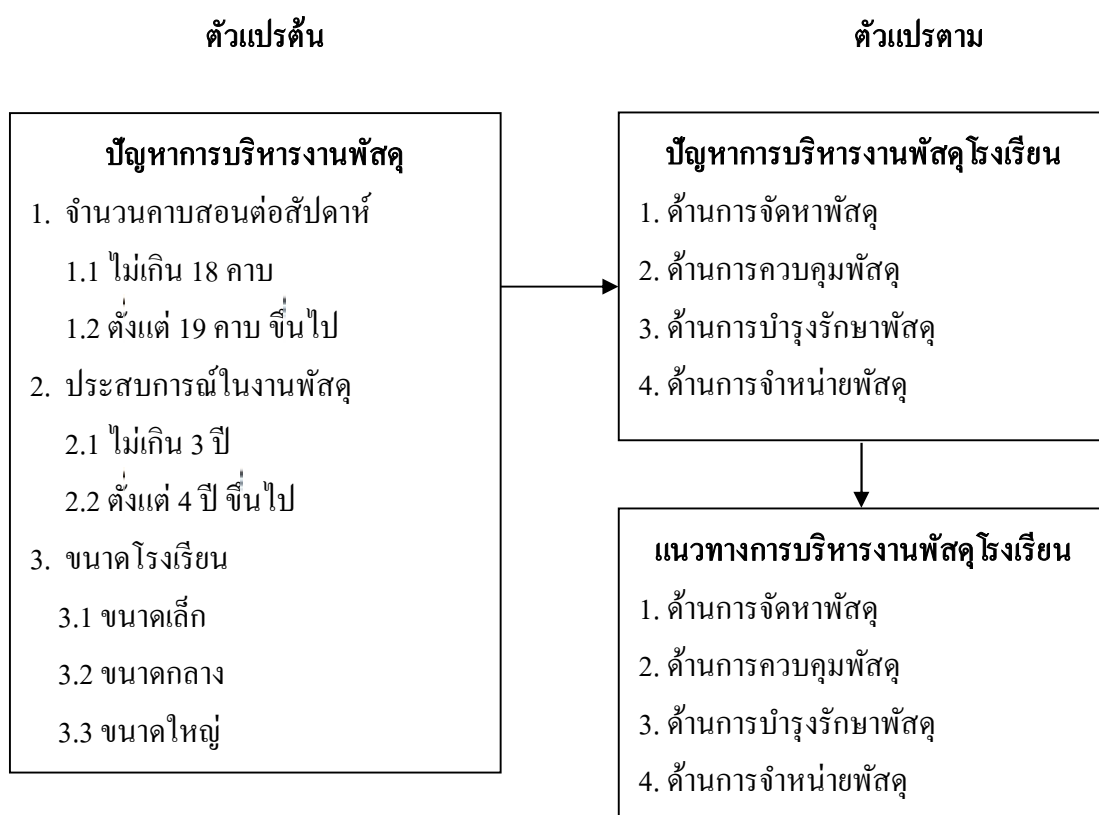 ตัวแปรต้น
ตัวแปรตาม
ปัญหาการบริหารงานพัสดุ
1. จำนวนคาบสอนต่อสัปดาห์
1.1 ไม่เกิน 18 คาบ
1.2 ตั้งแต่ 19 คาบ ขึ้นไป
2. ประสบการณ์ในงานพัสดุ
2.1 ไม่เกิน 3 ปี
2.2 ตั้งแต่ 4 ปี ขึ้นไป
3. ขนาดโรงเรียน
3.1 ขนาดเล็ก
3.2 ขนาดกลาง
3.3 ขนาดใหญ่
ปัญหาการบริหารงานพัสดุโรงเรียน
1. ด้านการจัดหาพัสดุ
2. ด้านการควบคุมพัสดุ
3. ด้านการบำรุงรักษาพัสดุ
4. ด้านการจำหน่ายพัสดุ
แนวทางการบริหารงานพัสดุโรงเรียน
1. ด้านการจัดหาพัสดุ
2. ด้านการควบคุมพัสดุ
3. ด้านการบำรุงรักษาพัสดุ
4. ด้านการจำหน่ายพัสดุ